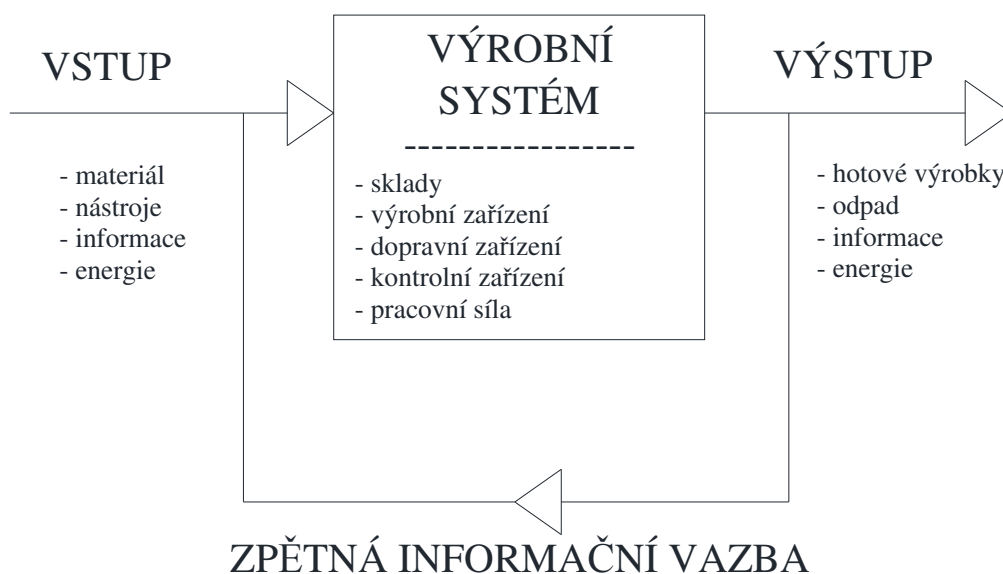 VSTUP
- materiál
- nástroje
- informace
- energie
VÝROBNÍ
SYSTÉM
-----------------
- sklady
- výrobní zařízení
- dopravní zařízení
- kontrolní zařízení
- pracovní síla
VÝSTUP
- hotové výrobky
- odpad
- informace
- energie
ZPĚTNÁ INFORMAČNÍ VAZBA